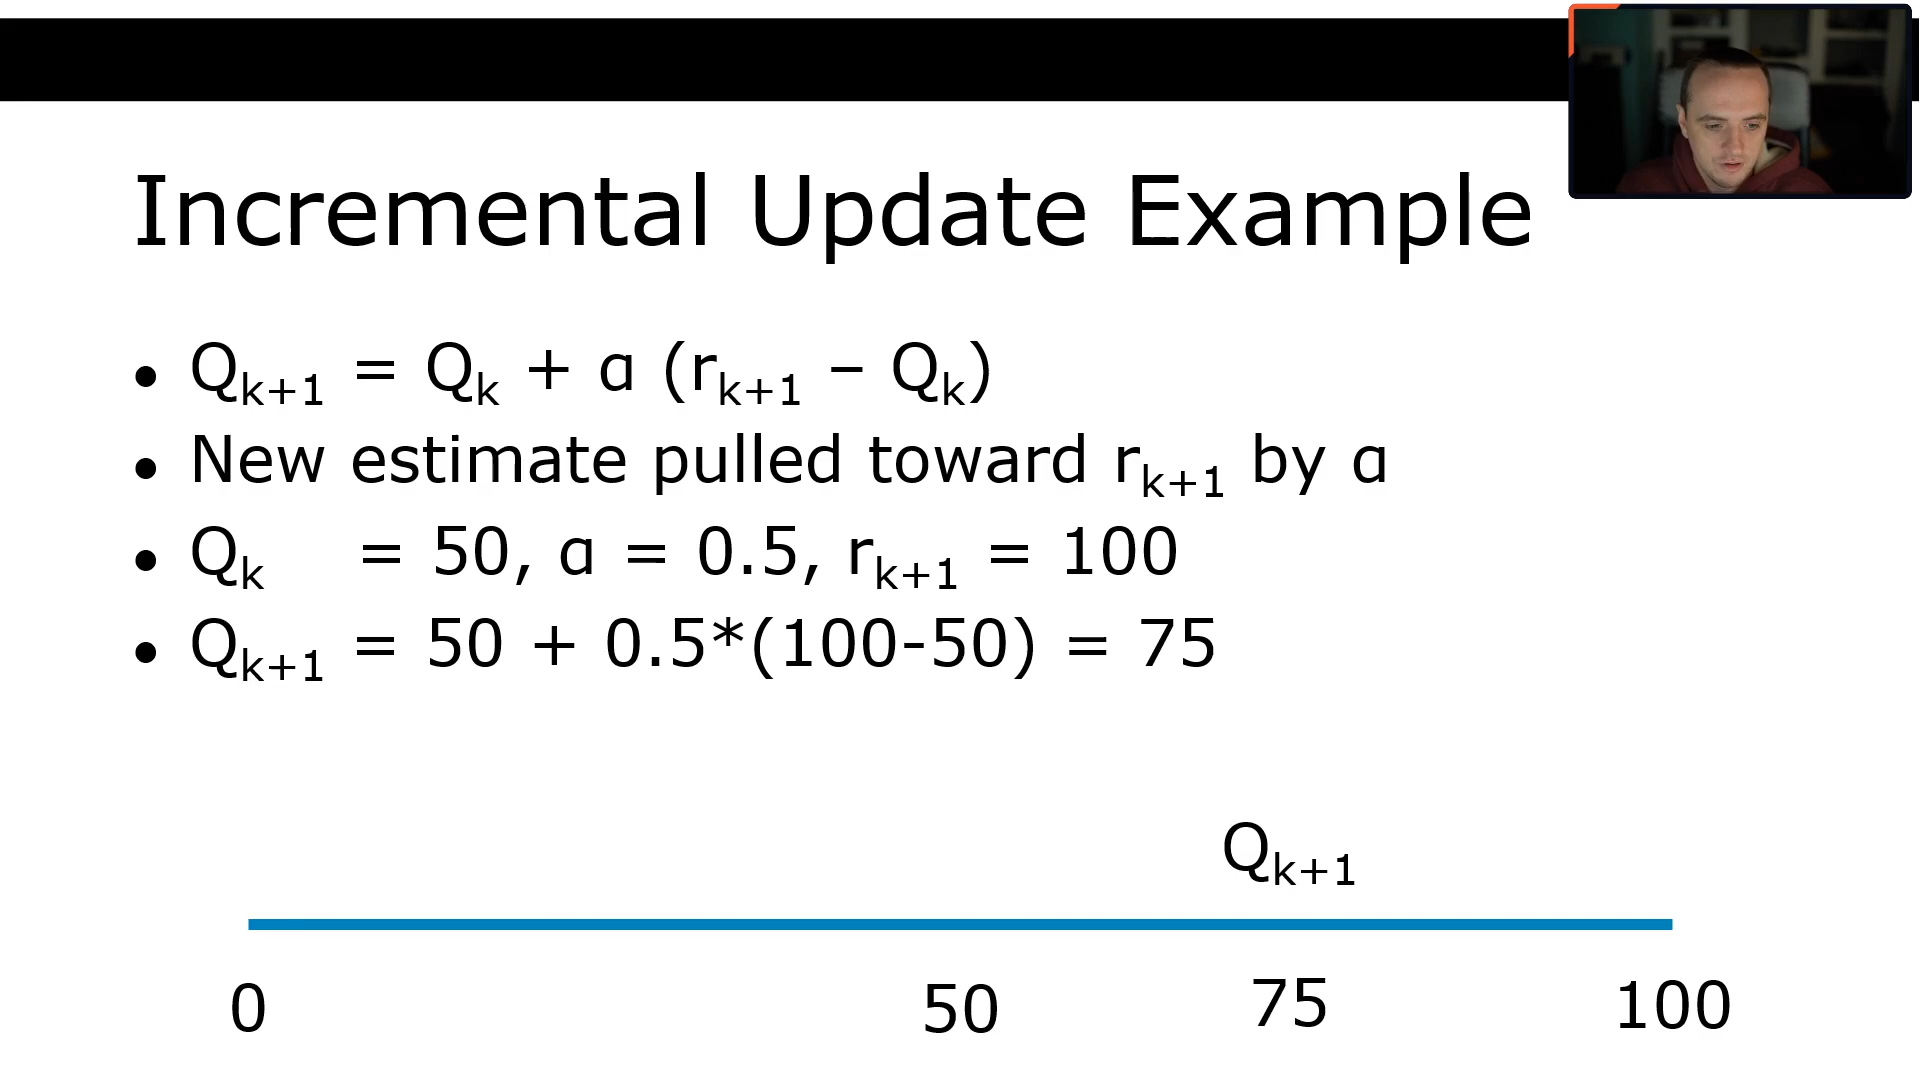 Incremental Update Example
• Qₖ₊₁ = Qₖ + α (rₖ₊₁ – Qₖ)
• New estimate pulled toward rₖ₊₁ by α
• Qₖ = 50, α = 0.5, rₖ₊₁ = 100
• Qₖ₊₁ = 50 + 0.5*(100-50) = 75
Qₖ₊₁
0 50 75 100